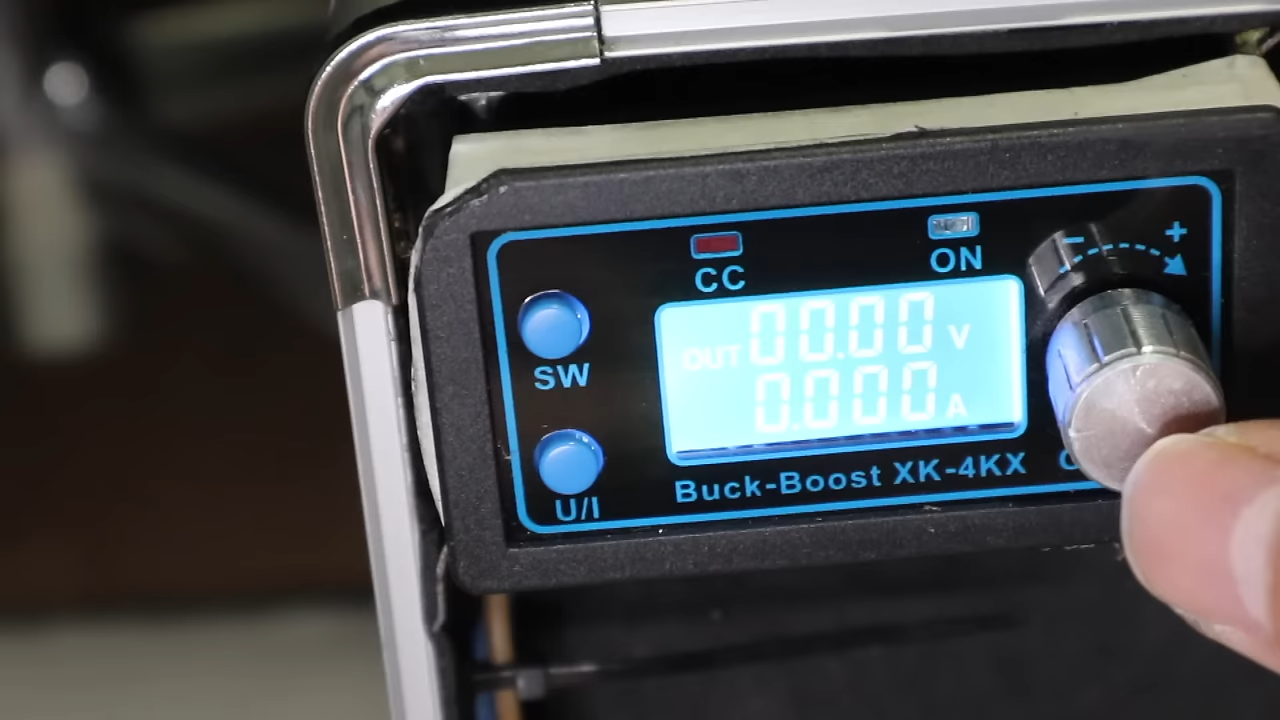 CC
ON
- +
SW
OUT 00.00 V
0.000 A
U/I
Buck-Boost XK-4KX